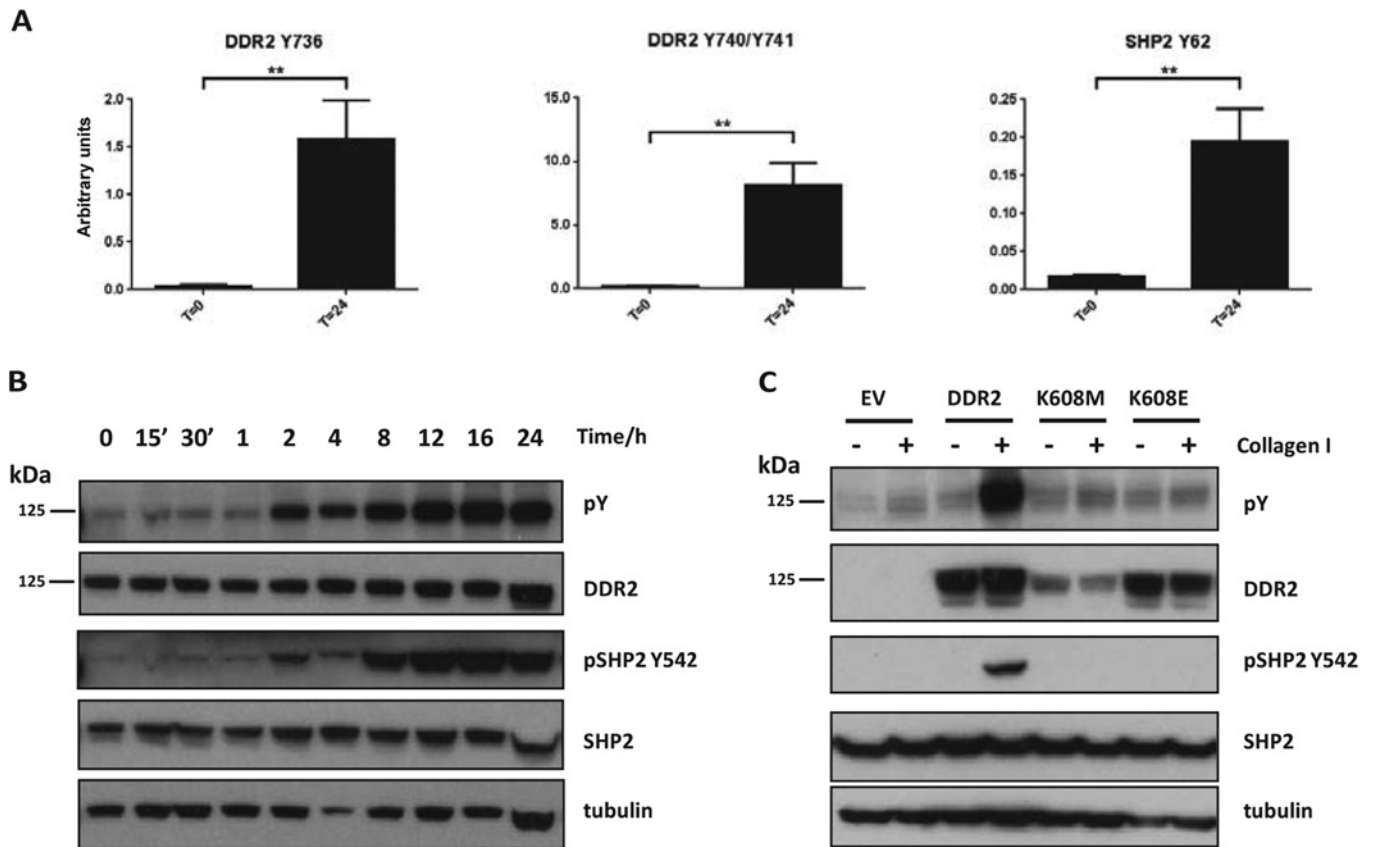 A
DDR2 Y736
**
Arbitrary units
2.0
1.5
1.0
0.5
0.0
T=0
T=24
DDR2 Y740/Y741
**
15.0
10.0
5.0
0.0
T=0
T=24
SHP2 Y62
**
0.25
0.20
0.15
0.10
0.05
0.00
T=0
T=24
B
0 15’ 30’ 1 2 4 8 12 16 24 Time/h
kDa
125 pY
125 DDR2
pSHP2 Y542
SHP2
tubulin
C
EV DDR2 K608M K608E
- + - + - + - + Collagen I
kDa
125 pY
125 DDR2
pSHP2 Y542
SHP2
tubulin